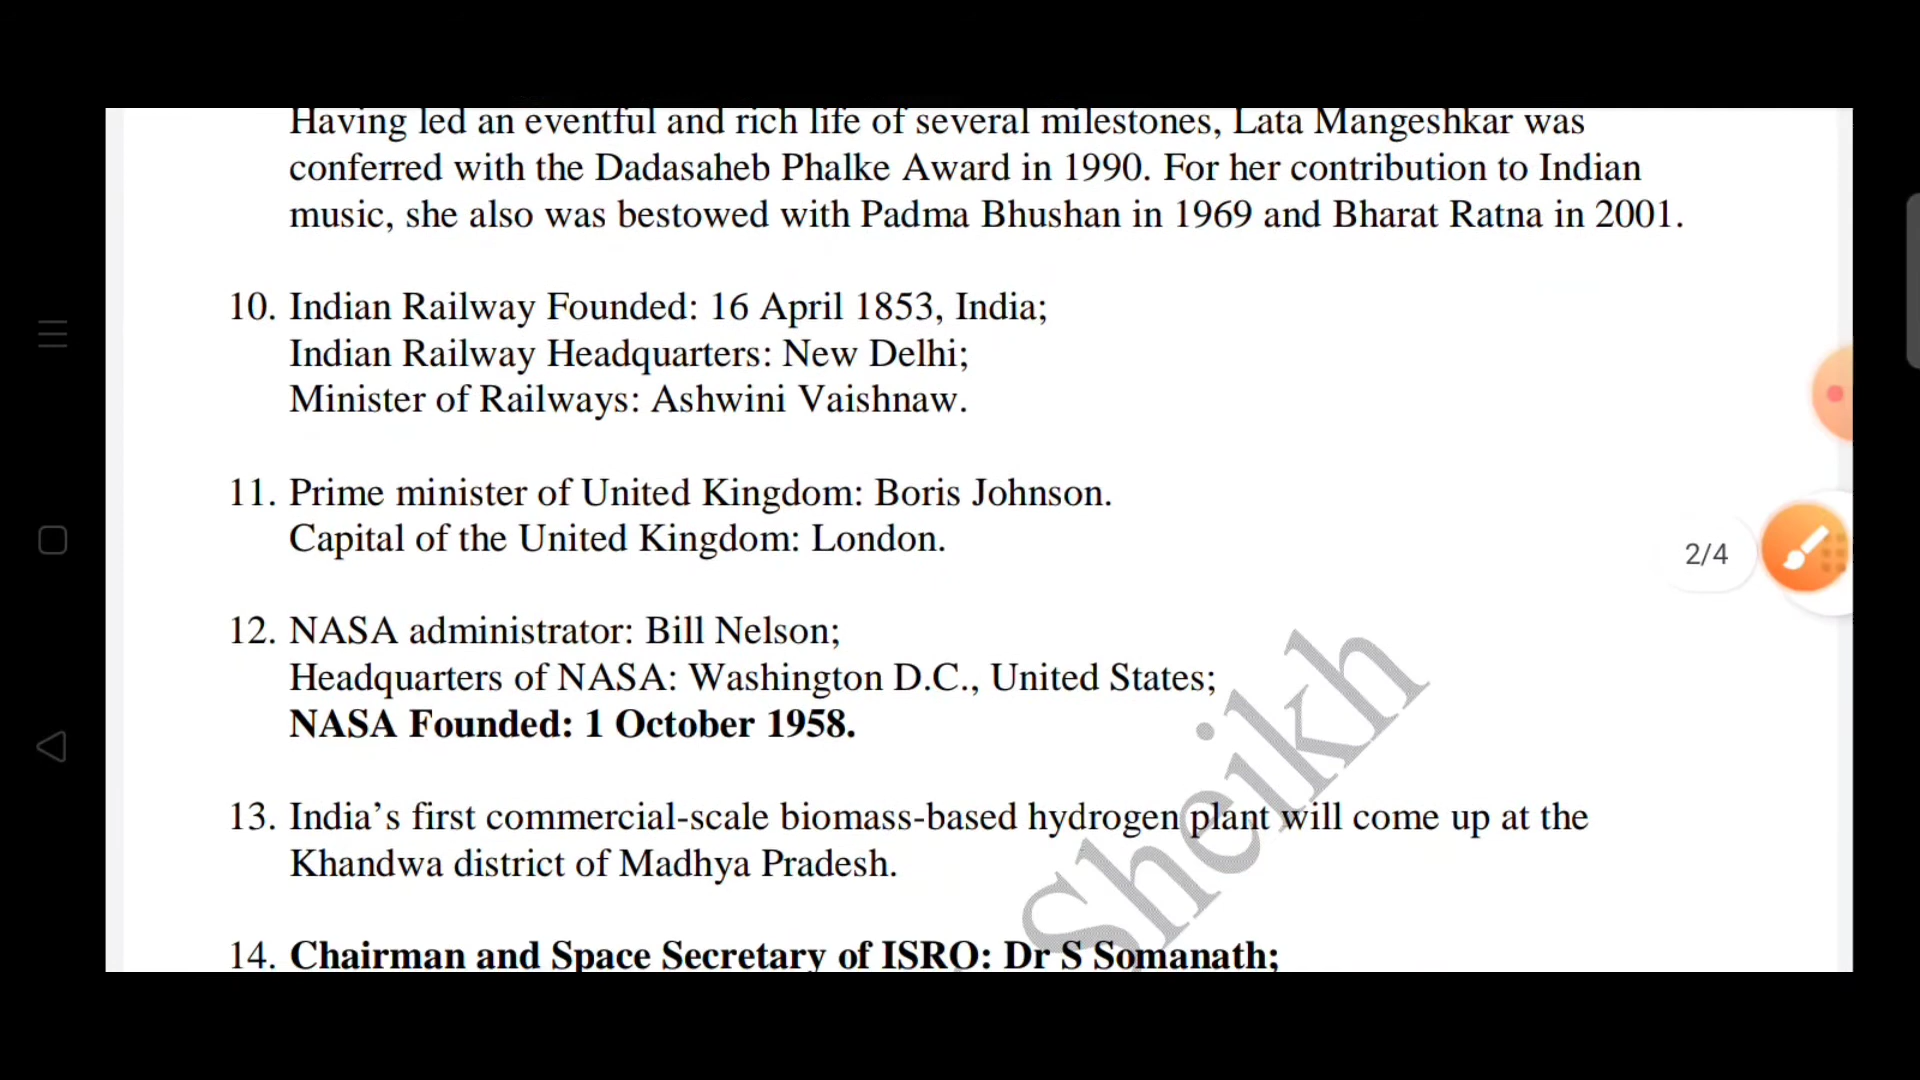 Having led an eventful and rich life of several milestones, Lata Mangeshkar was
conferred with the Dadasaheb Phalke Award in 1990. For her contribution to Indian
music, she also was bestowed with Padma Bhushan in 1969 and Bharat Ratna in 2001.
10. Indian Railway Founded: 16 April 1853, India;
Indian Railway Headquarters: New Delhi;
Minister of Railways: Ashwini Vaishnaw.
11. Prime minister of United Kingdom: Boris Johnson.
Capital of the United Kingdom: London.
2/4
12. NASA administrator: Bill Nelson;
Headquarters of NASA: Washington D.C., United States;
NASA Founded: 1 October 1958.
Sheikh
13. India’s first commercial-scale biomass-based hydrogen plant will come up at the
Khandwa district of Madhya Pradesh.
14. Chairman and Space Secretary of ISRO: Dr S Somanath;